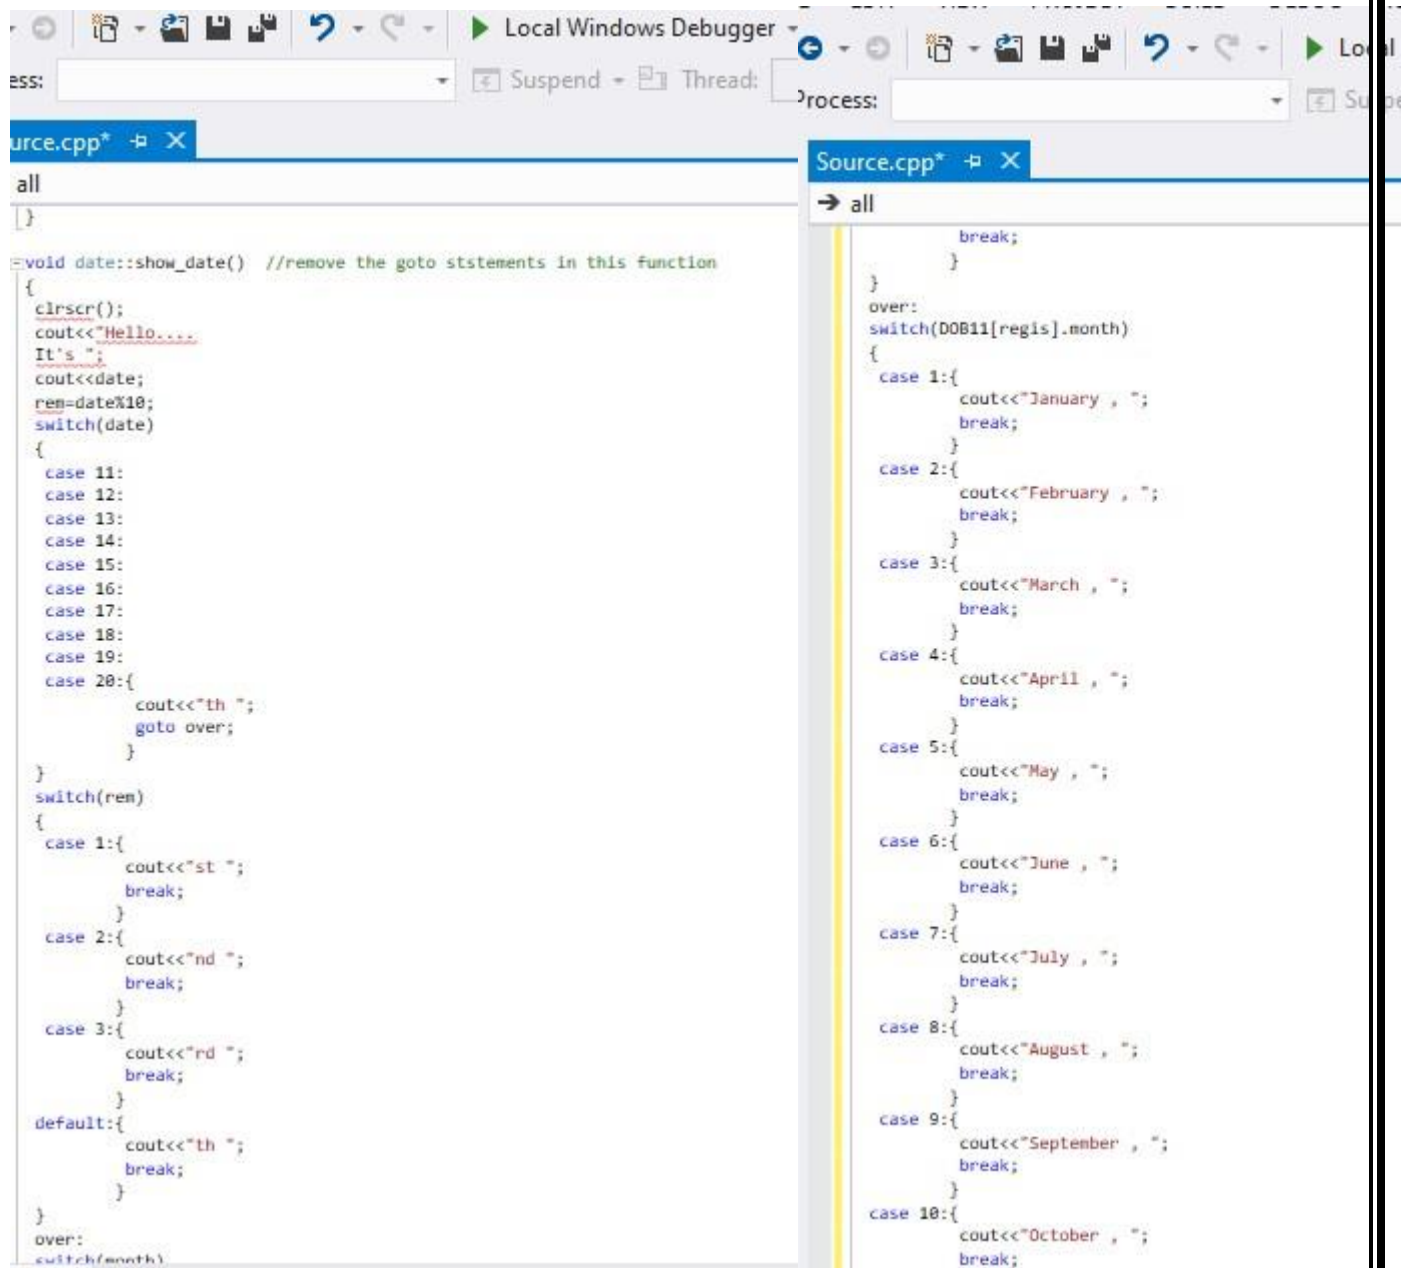 Local Windows Debugger
ess:
Suspend
Thread:
urce.cpp*
all
}
void date::show_date() //remove the goto ststements in this function
{
clrscr();
cout<<"Hello....
It's ";
cout<<date;
rem=date%10;
switch(date)
{
case 11:
case 12:
case 13:
case 14:
case 15:
case 16:
case 17:
case 18:
case 19:
case 20:{
cout<<"th ";
goto over;
}
}
switch(rem)
{
case 1:{
cout<<"st ";
break;
}
case 2:{
cout<<"nd ";
break;
}
case 3:{
cout<<"rd ";
break;
}
default:{
cout<<"th ";
break;
}
}
over:
switch(month)
Process:
Source.cpp*
all
break;
}
}
over:
switch(DOB11[regis].month)
{
case 1:{
cout<<"January , ";
break;
}
case 2:{
cout<<"February , ";
break;
}
case 3:{
cout<<"March , ";
break;
}
case 4:{
cout<<"April , ";
break;
}
case 5:{
cout<<"May , ";
break;
}
case 6:{
cout<<"June , ";
break;
}
case 7:{
cout<<"July , ";
break;
}
case 8:{
cout<<"August , ";
break;
}
case 9:{
cout<<"September , ";
break;
}
case 10:{
cout<<"October , ";
break;